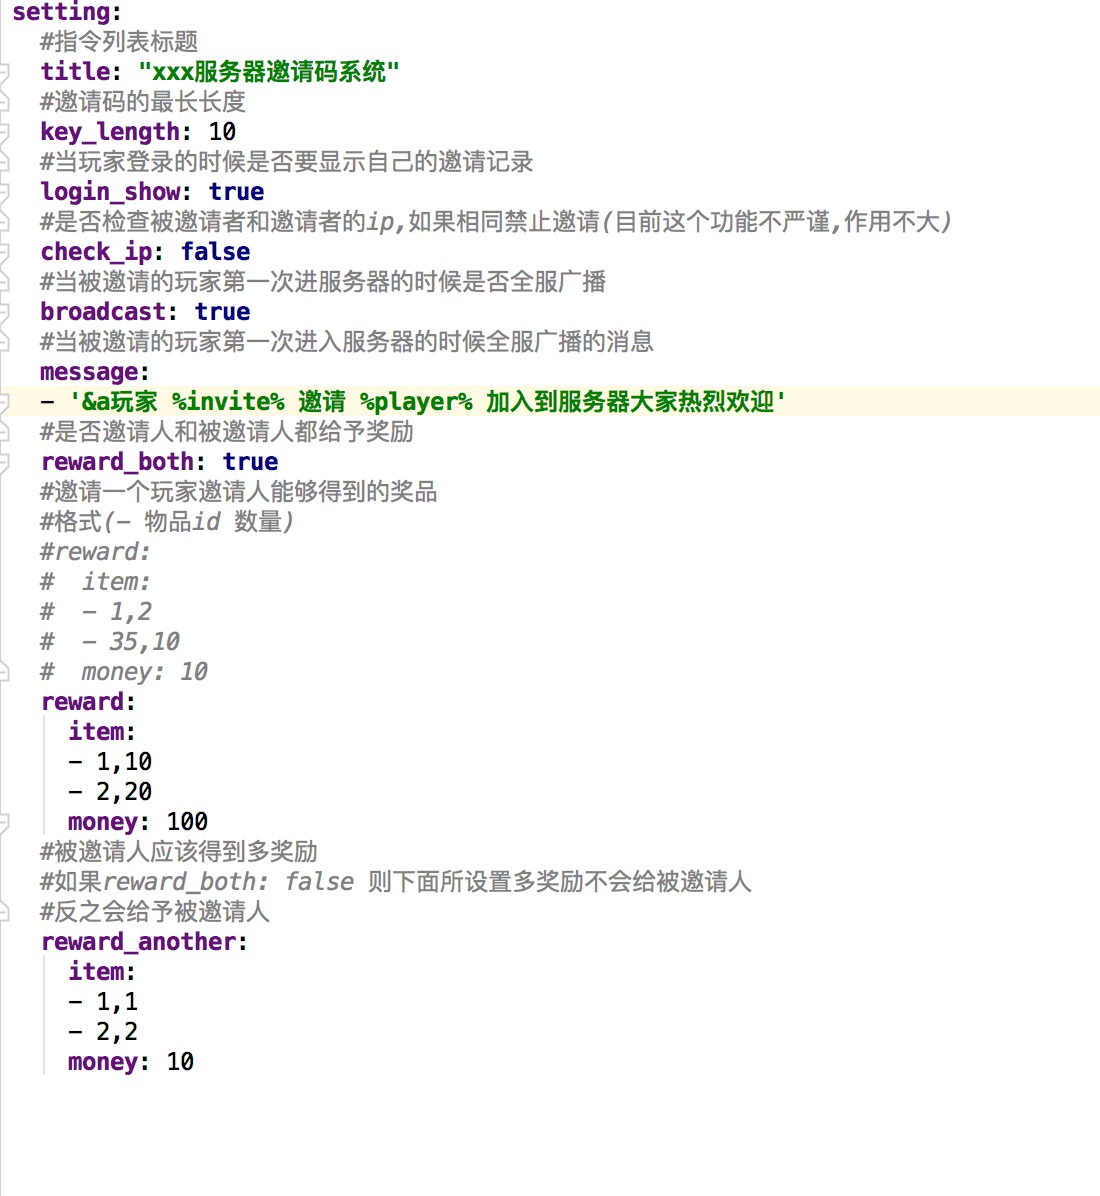 setting:
#指令列表标题
title: "xxx服务器邀请码系统"
#邀请码的最长长度
key_length: 10
#当玩家登录的时候是否要显示自己的邀请记录
login_show: true
#是否检查被邀请者和邀请者的ip,如果相同禁止邀请(目前这个功能不严谨,作用不大)
check_ip: false
#当被邀请的玩家第一次进服务器的时候是否全服广播
broadcast: true
#当被邀请的玩家第一次进入服务器的时候全服广播的消息
message:
- '&a玩家 %invite% 邀请 %player% 加入到服务器大家热烈欢迎'
#是否邀请人和被邀请人都给予奖励
reward_both: true
#邀请一个玩家邀请人能够得到的奖品
#格式(- 物品id 数量)
#reward:
#  item:
#  - 1,2
#  - 35,10
#  money: 10
reward:
item:
- 1,10
- 2,20
money: 100
#被邀请人应该得到多奖励
#如果reward_both: false 则下面所设置多奖励不会给被邀请人
#反之会给予被邀请人
reward_another:
item:
- 1,1
- 2,2
money: 10